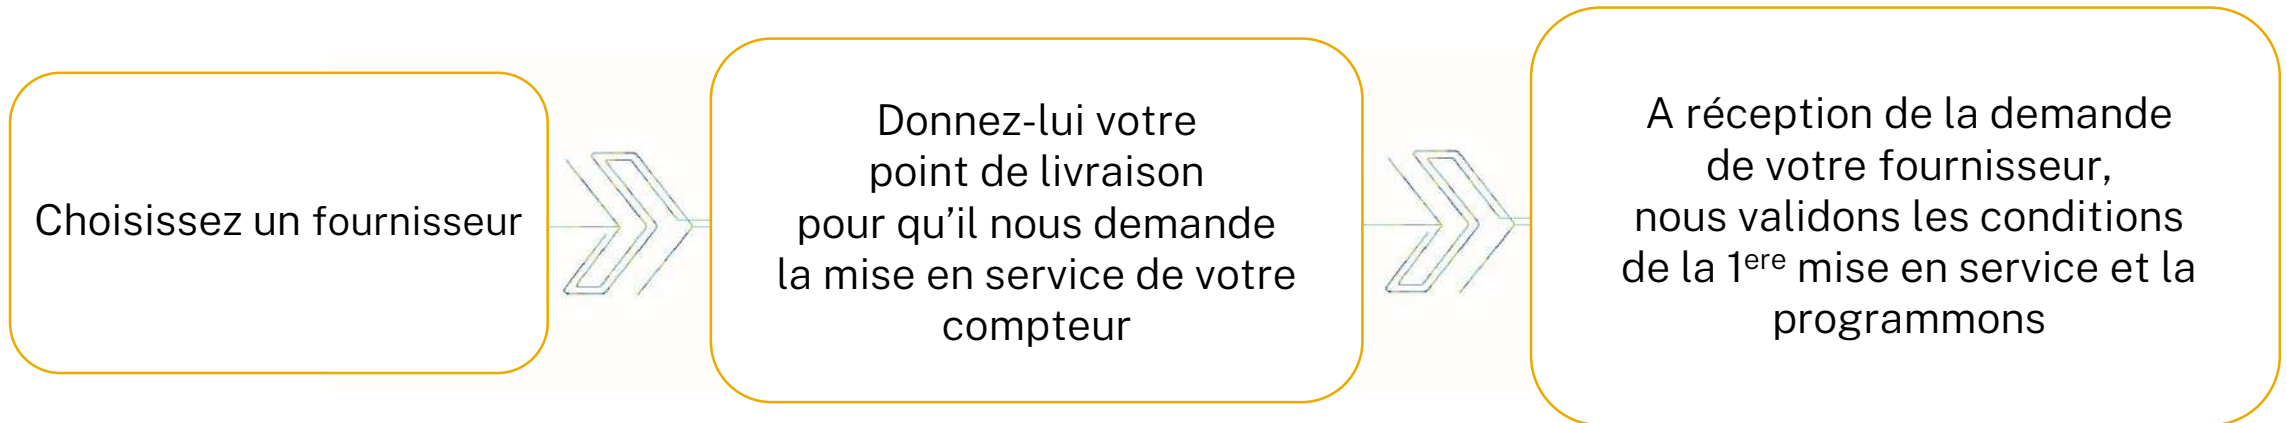 Choisissez un fournisseur
Donnez-lui votre
point de livraison
pour qu’il nous demande
la mise en service de votre
compteur
A réception de la demande
de votre fournisseur,
nous validons les conditions
de la 1ere mise en service et la
programmons